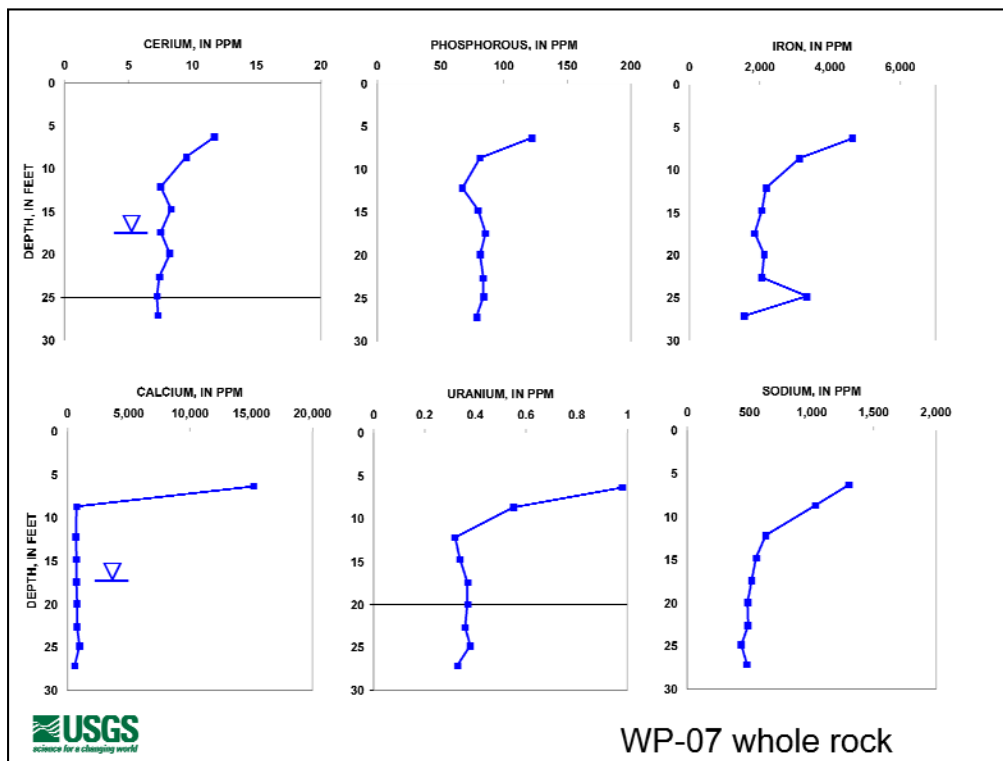 CERIUM, IN PPM
0 5 10 15 20
PHOSPHOROUS, IN PPM
0 50 100 150 200
IRON, IN PPM
0 2,000 4,000 6,000
DEPTH, IN FEET
0
5
10
15
20
25
30
0
5
10
15
20
25
30
0
5
10
15
20
25
30
CALCIUM, IN PPM
0 5,000 10,000 15,000 20,000
URANIUM, IN PPM
0 0.2 0.4 0.6 0.8 1
SODIUM, IN PPM
0 500 1,000 1,500 2,000
DEPTH, IN FEET
0
5
10
15
20
25
30
0
5
10
15
20
25
30
0
5
10
15
20
25
30
USGS
science for a changing world
WP-07 whole rock